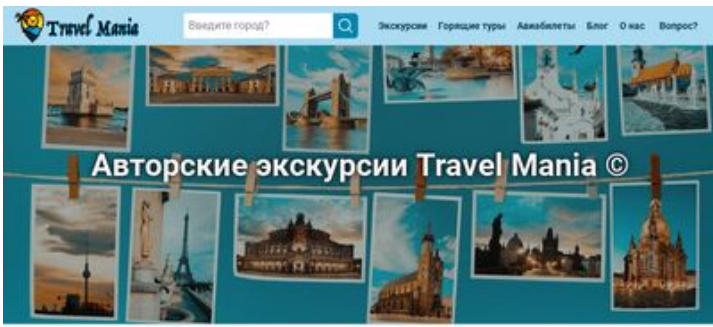 Travel Mania
Введите город?
Экскурсии Горящие туры Авиабилеты Блог О нас Вопрос?
Авторские экскурсии Travel Mania ©